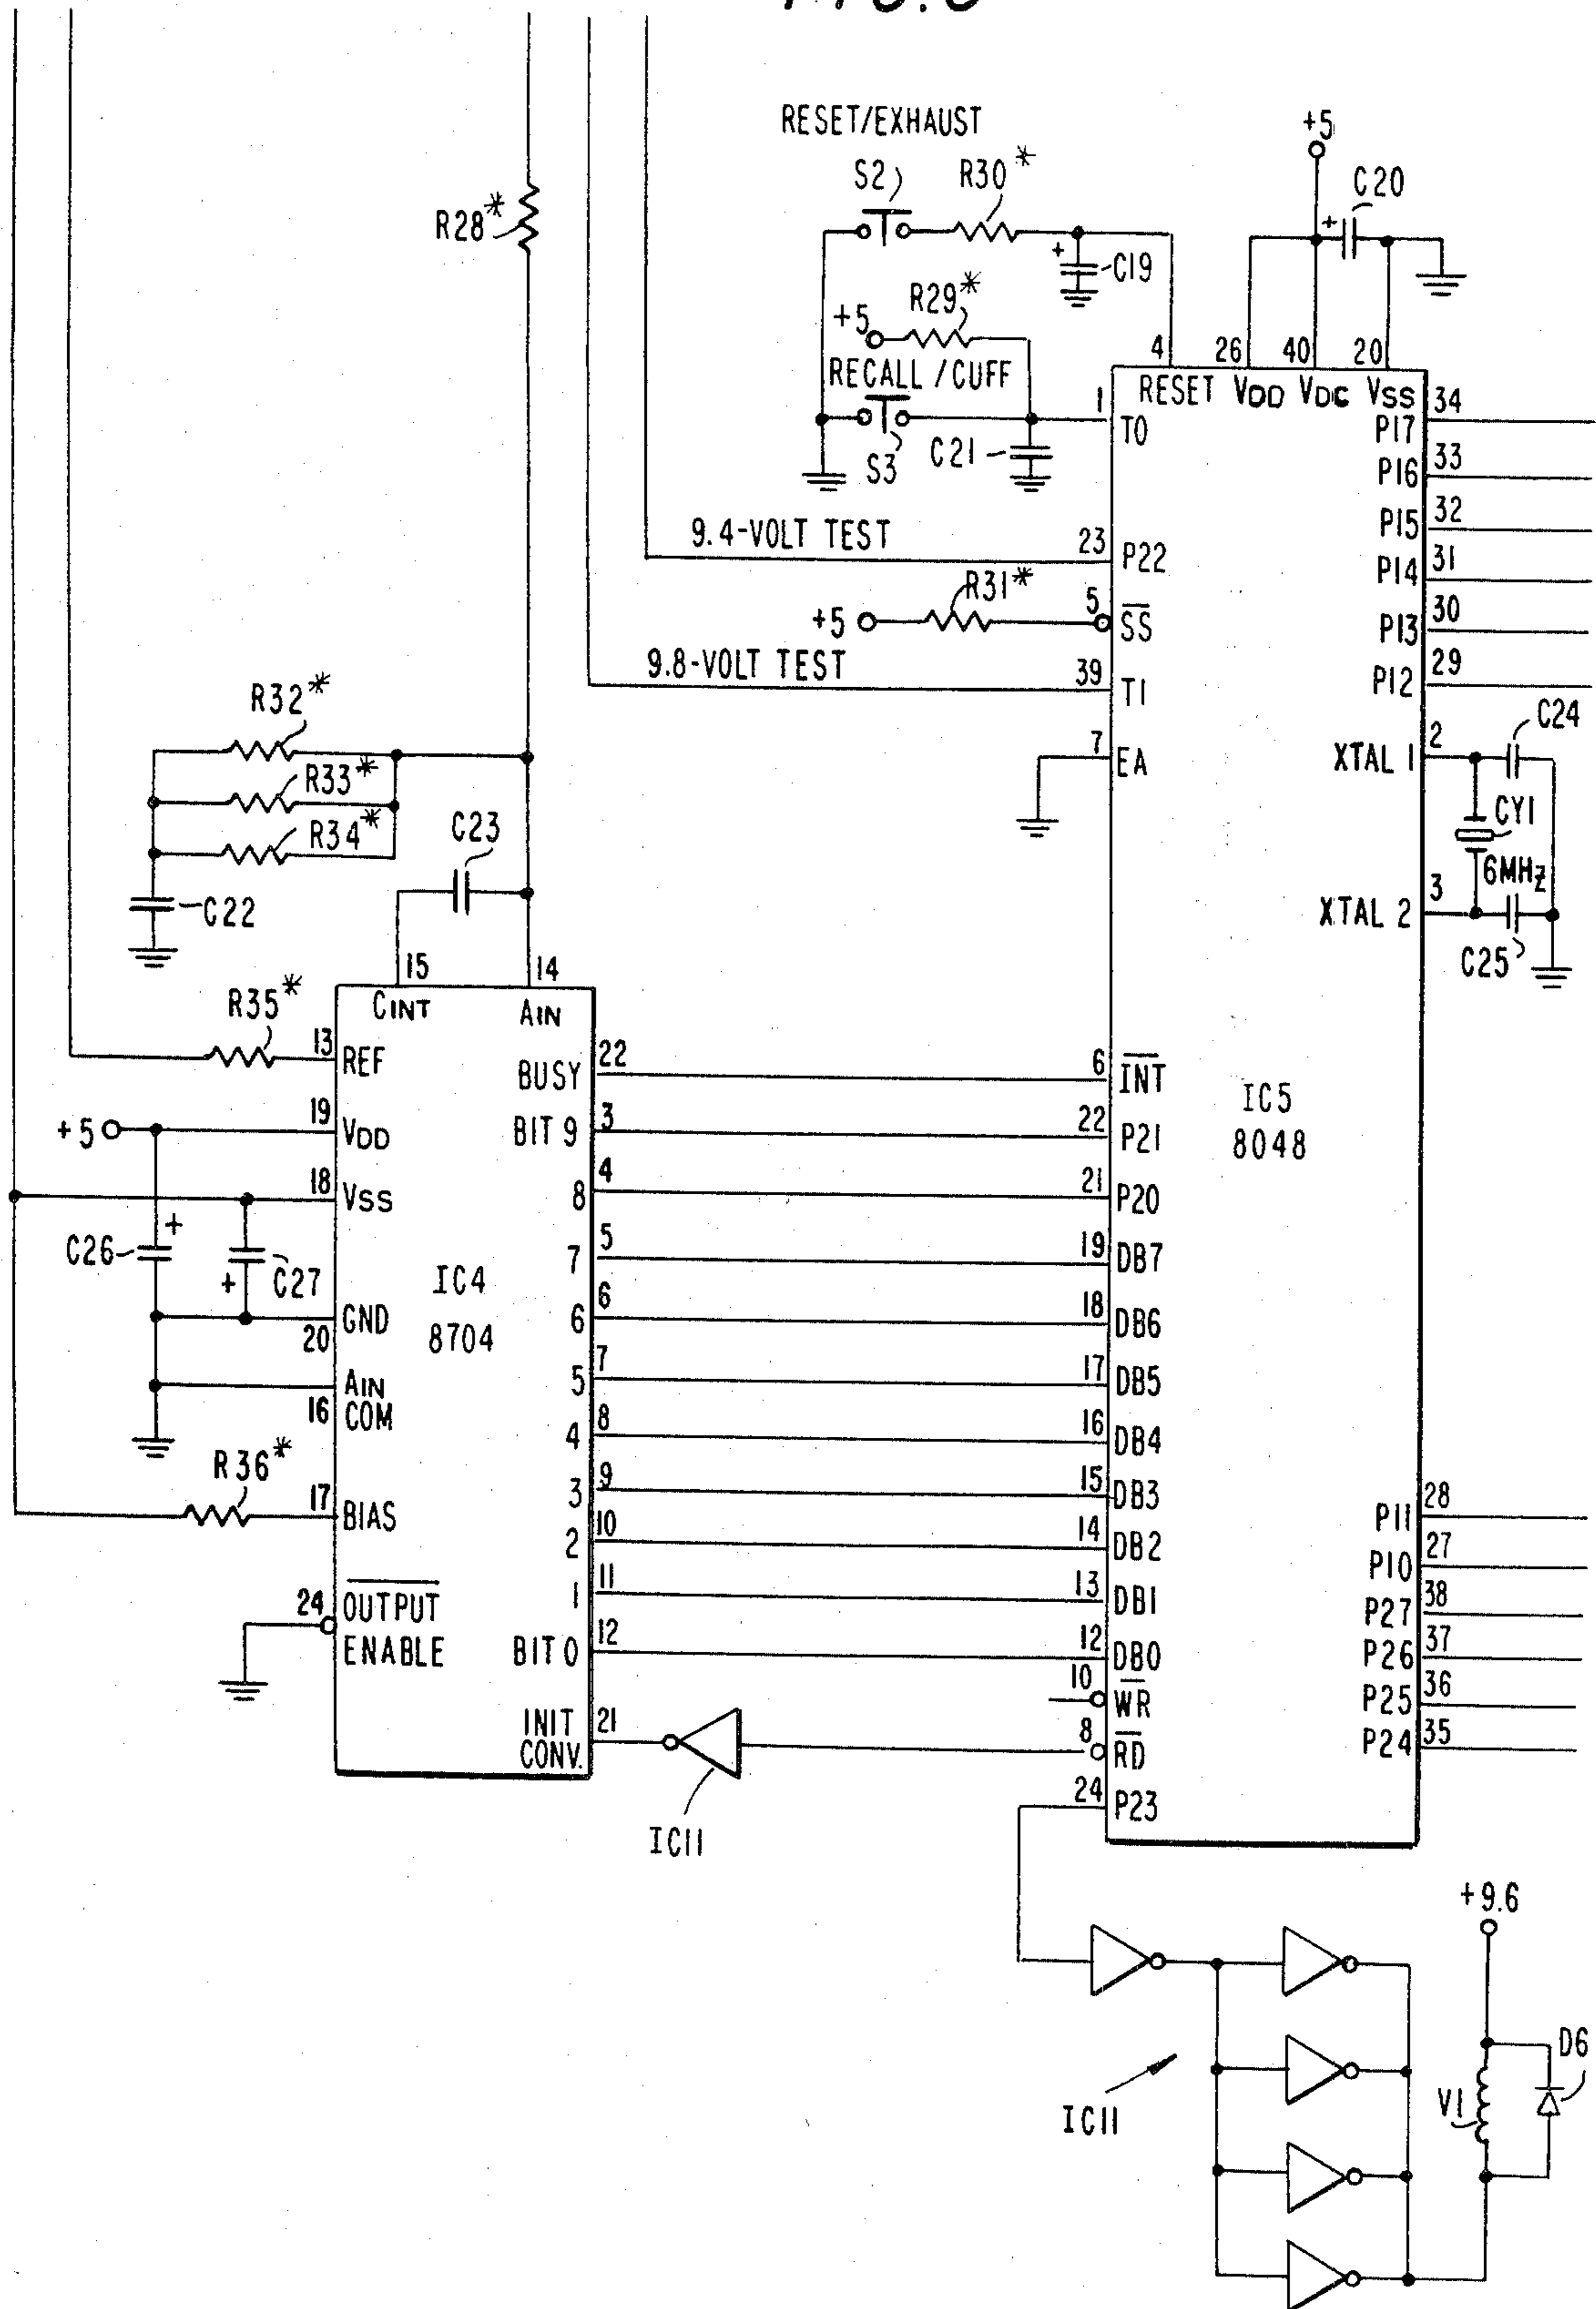 RESET/EXHAUST
+5
S2
R30*
C20
R28*
+
+
C19
R29*
+5
RECALL /CUFF
4
26
40
20
RESET VDD VDC VSS
1
T0
34
P17
S3
C21
33
P16
32
P15
9.4-VOLT TEST
23
P22
31
P14
R31*
+5
5
SS
30
P13
9.8-VOLT TEST
39
T1
29
P12
R32*
C24
7
EA
XTAL 1
2
R33*
R34*
C23
CY1
6MHz
C22
XTAL 2
3
C25
15
14
CINT
AIN
R35*
13
REF
BUSY
22
6
INT
IC5
8048
+5
19
VDD
BIT 9
3
22
P21
18
VSS
8
4
21
P20
C26
+
+
C27
IC4
8704
7
5
19
DB7
20
GND
6
6
18
DB6
16
AIN
COM
5
7
17
DB5
4
8
16
DB4
R36*
17
BIAS
3
9
15
DB3
P11
28
2
10
14
DB2
P10
27
24
OUTPUT
ENABLE
1
11
13
DB1
P27
38
BIT 0
12
12
DB0
P26
37
10
WR
P25
36
INIT
CONV.
21
8
RD
P24
35
24
P23
IC11
+9.6
D6
V1
IC11